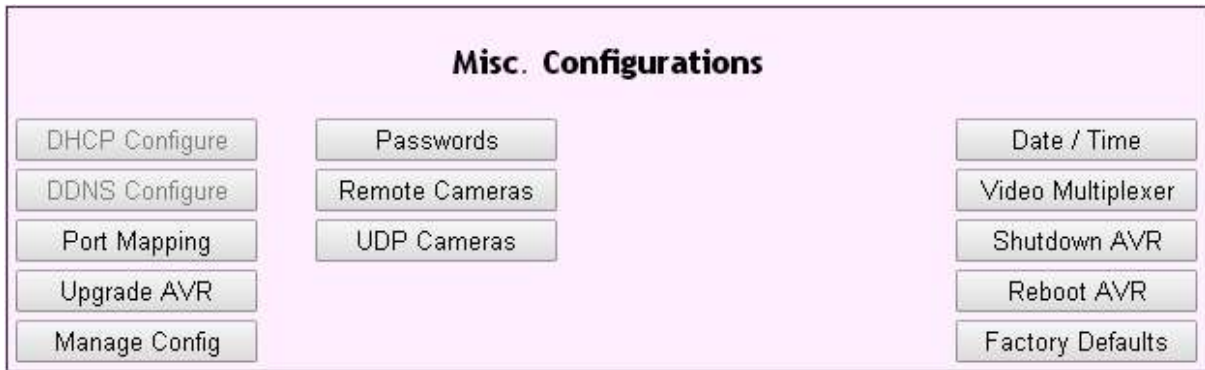 Misc. Configurations
DHCP Configure Passwords Date / Time
DDNS Configure Remote Cameras Video Multiplexer
Port Mapping UDP Cameras Shutdown AVR
Upgrade AVR Reboot AVR
Manage Config Factory Defaults